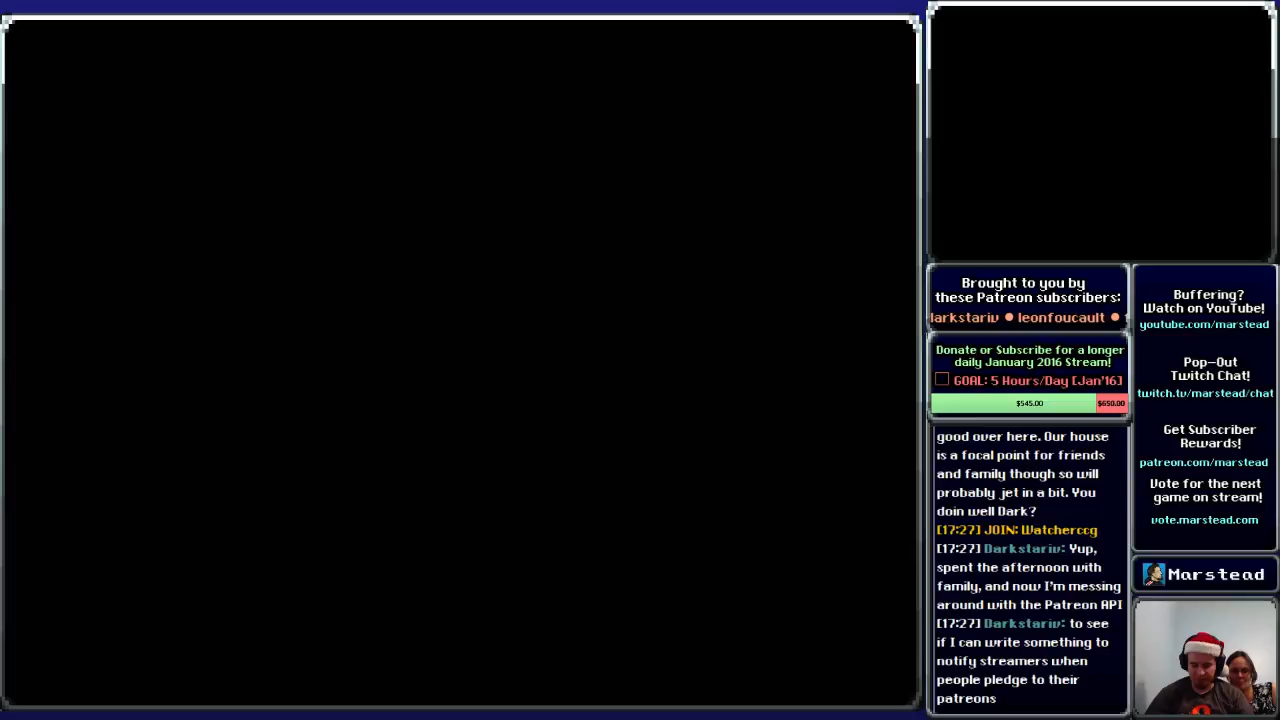 Brought to you by
these Patreon subscribers:
darkstariv ● leonfoucault ●
Donate or Subscribe for a longer
daily January 2016 Stream!
GOAL: 5 Hours/Day [Jan'16]
$545.00 $650.00
good over here. Our house
is a focal point for friends
and family though so will
probably jet in a bit. You
doin well Dark?
[17:27] JOIN: Watcherccg
[17:27] Darkstariv: Yup,
spent the afternoon with
family, and now I'm messing
around with the Patreon API
[17:27] Darkstariv: to see
if I can write something to
notify streamers when
people pledge to their
patreons
Buffering?
Watch on YouTube!
youtube.com/marstead
Pop-Out
Twitch Chat!
twitch.tv/marstead/chat
Get Subscriber
Rewards!
patreon.com/marstead
Vote for the next
game on stream!
vote.marstead.com
Marstead